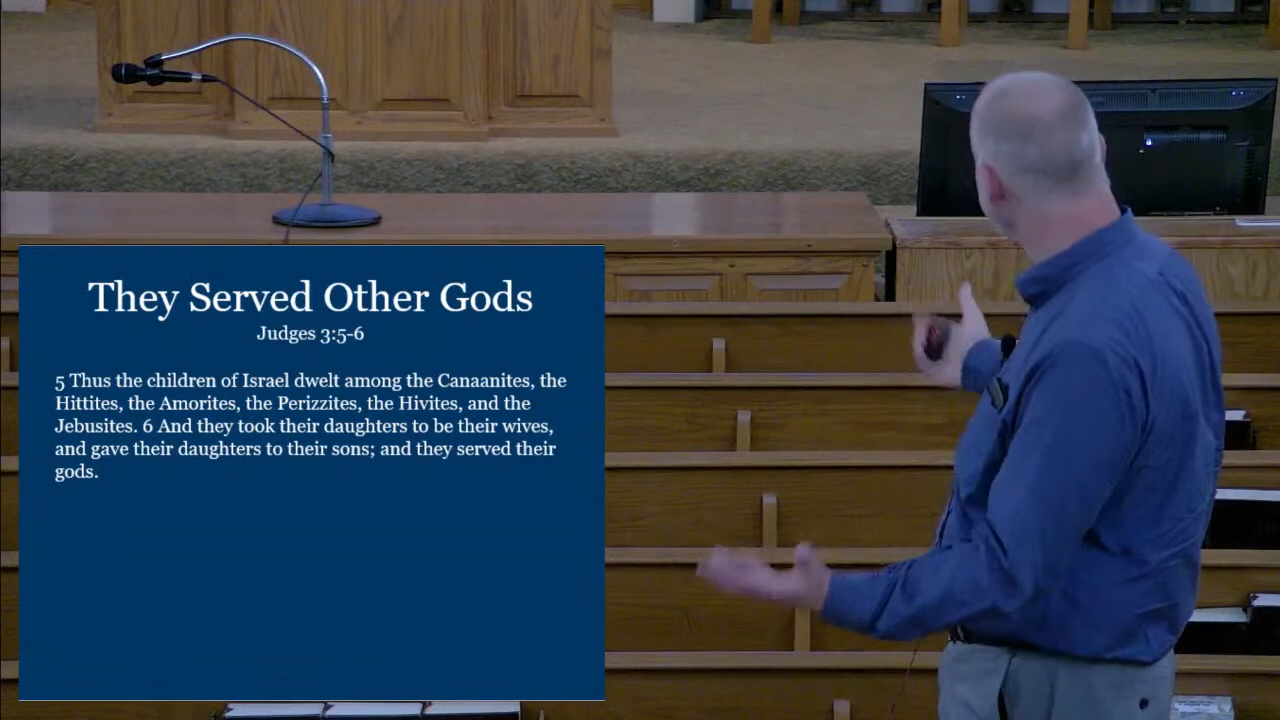 They Served Other Gods
Judges 3:5-6
5 Thus the children of Israel dwelt among the Canaanites, the
Hittites, the Amorites, the Perizzites, the Hivites, and the
Jebusites. 6 And they took their daughters to be their wives,
and gave their daughters to their sons; and they served their
gods.